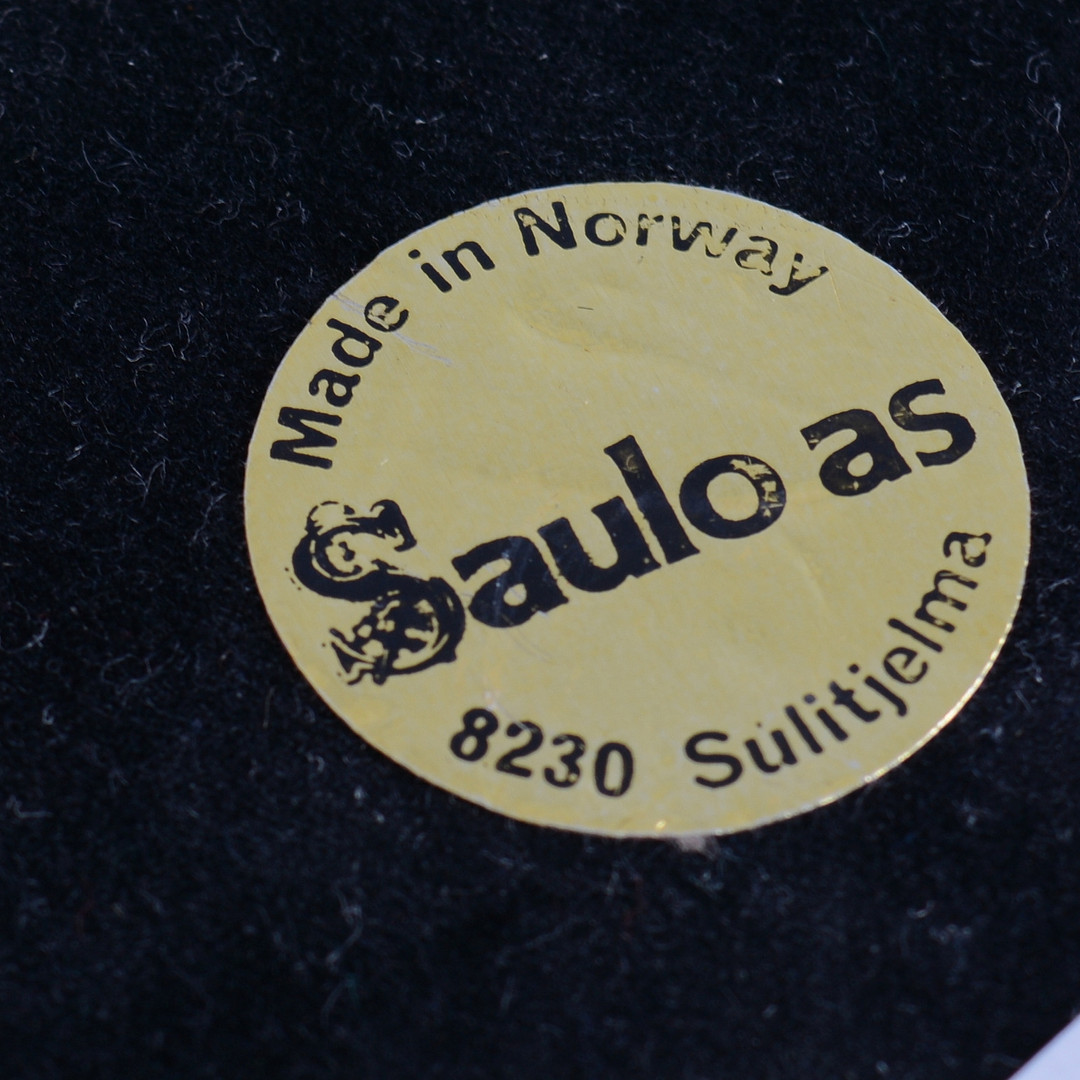 Made in Norway
Saulo as
8230 Sulitjelma